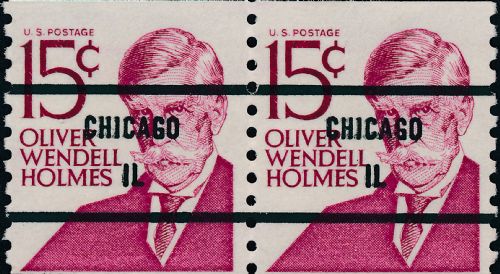 U.S. POSTAGE
15¢
CHICAGO
OLIVER
WENDELL
HOLMES
IL
U.S. POSTAGE
15¢
CHICAGO
OLIVER
WENDELL
HOLMES
IL